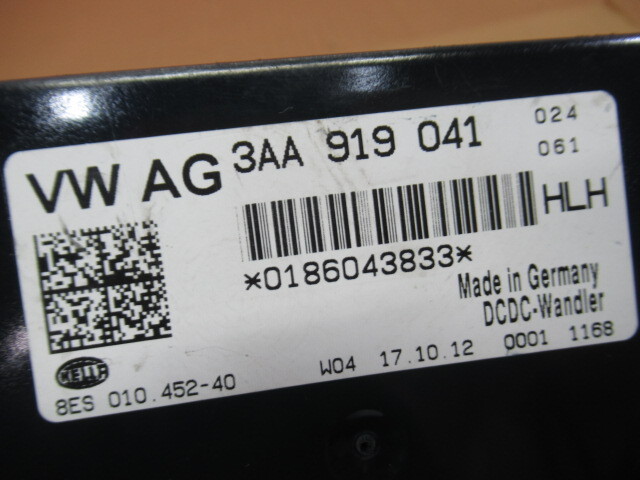 VW AG 3AA 919 041 024
061
HLH
*0186043833*
Made in Germany
DCDC-Wandler
HELLA
8ES 010.452-40 W04 17.10.12 0001 1168